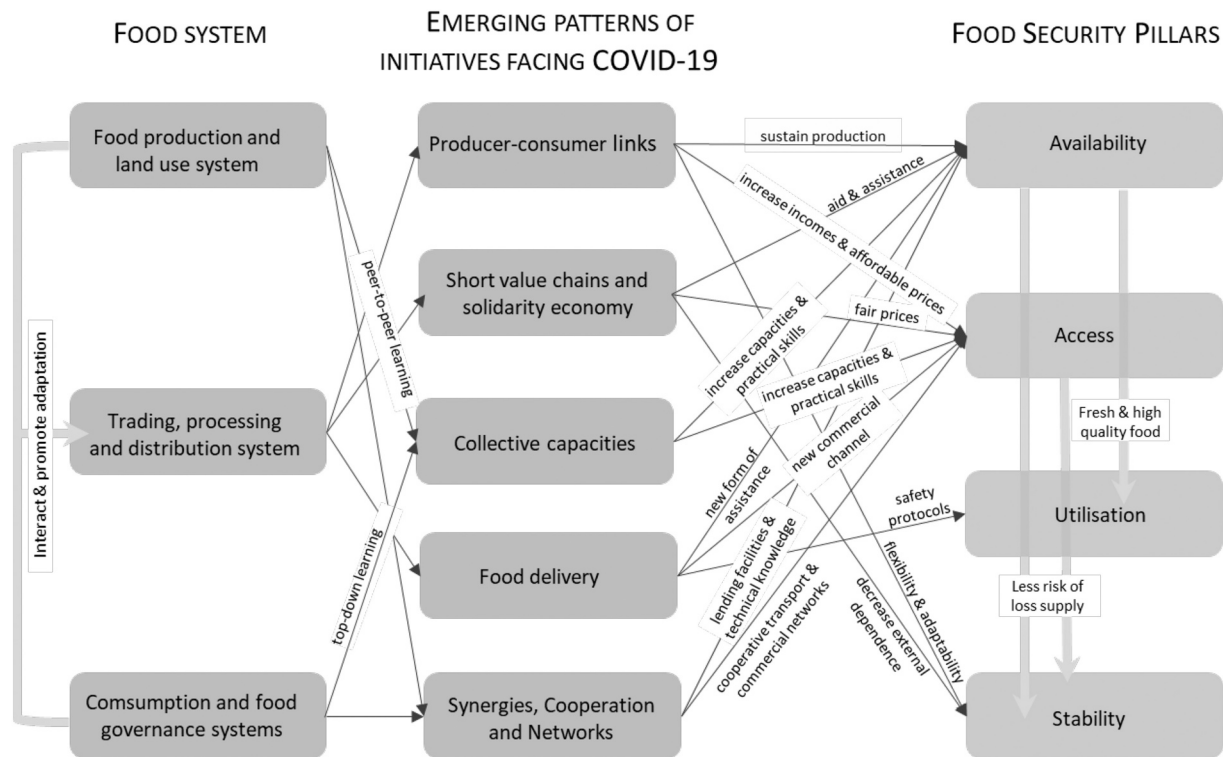 FOOD SYSTEM
EMERGING PATTERNS OF
INITIATIVES FACING COVID-19
FOOD SECURITY PILLARS
Food production and
land use system
Trading, processing
and distribution system
Comsumption and food
governance systems
Interact & promote adaptation
peer-to-peer learning
top-down learning
Producer-consumer links
Short value chains and
solidarity economy
Collective capacities
Food delivery
Synergies, Cooperation
and Networks
sustain production
aid & assistance
increase incomes & affordable prices
fair prices
increase capacities &
practical skills
increase capacities &
practical skills
new commercial
channel
new form of
assistance
safety
protocols
lending facilities &
technical knowledge
cooperative transport &
commercial networks
flexibility & adaptability
decrease external
dependence
Availability
Access
Fresh & high
quality food
Utilisation
Less risk of
loss supply
Stability